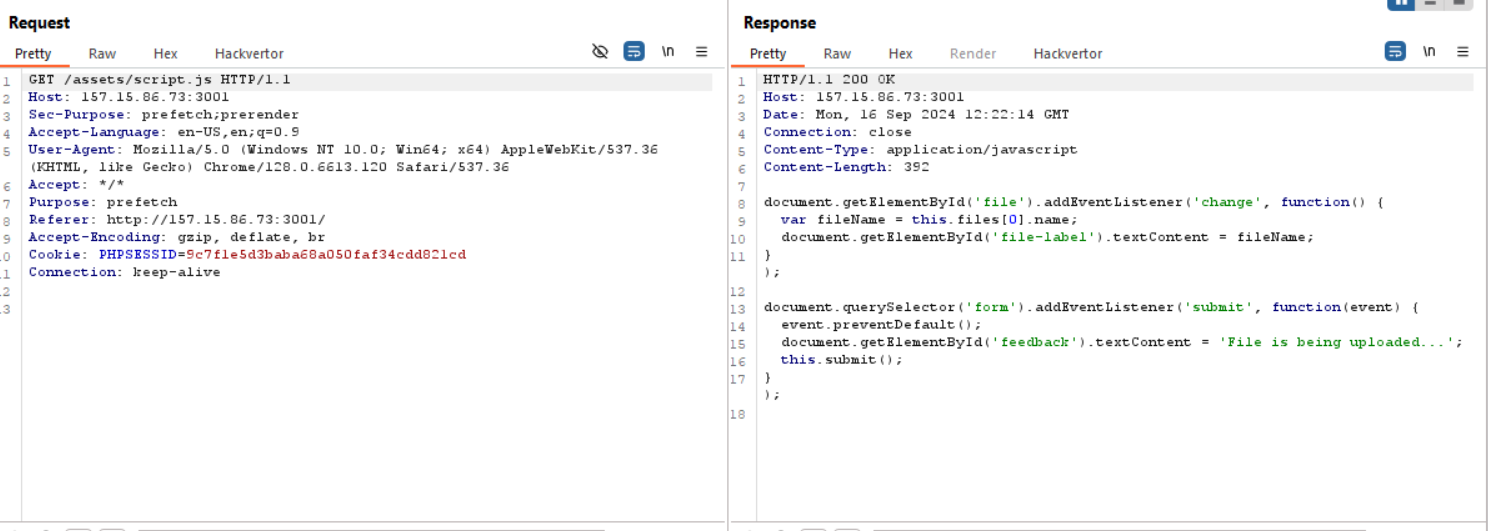 Request
Pretty Raw Hex Hackvertor \n
1 GET /assets/script.js HTTP/1.1
2 Host: 157.15.86.73:3001
3 Sec-Purpose: prefetch;prerender
4 Accept-Language: en-US,en;q=0.9
5 User-Agent: Mozilla/5.0 (Windows NT 10.0; Win64; x64) AppleWebKit/537.36
(KHTML, like Gecko) Chrome/128.0.6613.120 Safari/537.36
6 Accept: */*
7 Purpose: prefetch
8 Referer: http://157.15.86.73:3001/
9 Accept-Encoding: gzip, deflate, br
.0 Cookie: PHPSESSID=9c7f1e5d3baba68a050faf34cdd821cd
.1 Connection: keep-alive
.2
.3
Response
Pretty Raw Hex Render Hackvertor \n
1 HTTP/1.1 200 OK
2 Host: 157.15.86.73:3001
3 Date: Mon, 16 Sep 2024 12:22:14 GMT
4 Connection: close
5 Content-Type: application/javascript
6 Content-Length: 392
7
8 document.getElementById('file').addEventListener('change', function() {
9 var fileName = this.files[0].name;
10 document.getElementById('file-label').textContent = fileName;
11 }
);
12
13 document.querySelector('form').addEventListener('submit', function(event) {
14 event.preventDefault();
15 document.getElementById('feedback').textContent = 'File is being uploaded...';
16 this.submit();
17 }
);
18